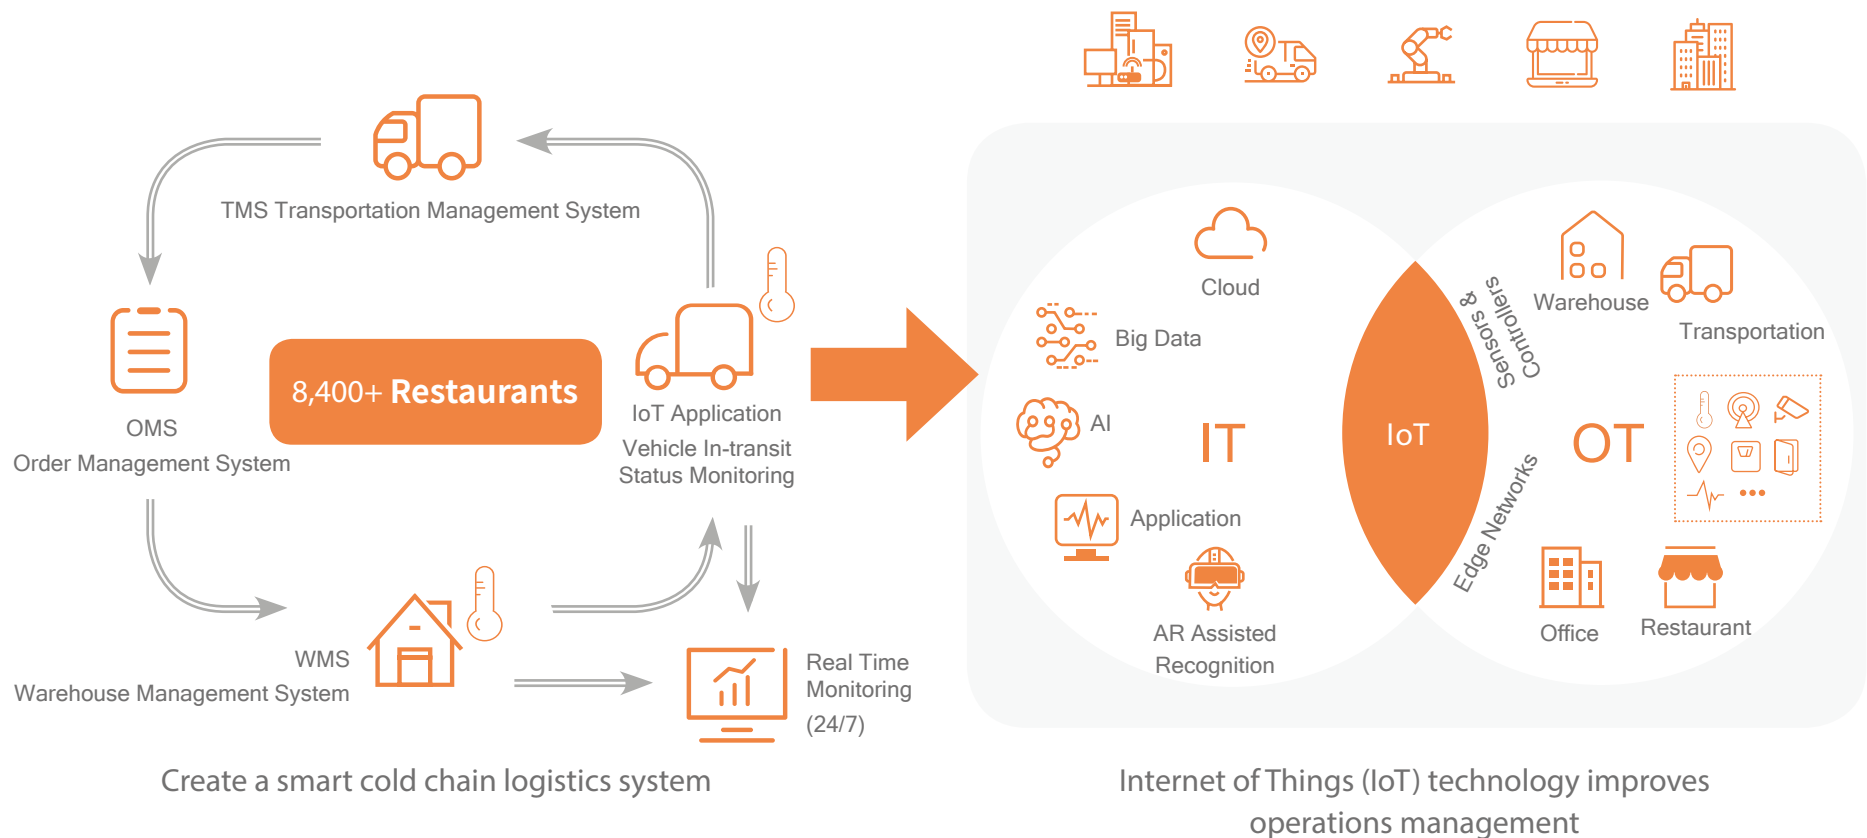 TMS Transportation Management System
8,400+ Restaurants
OMS
Order Management System
IoT Application
Vehicle In-transit
Status Monitoring
WMS
Warehouse Management System
Real Time
Monitoring
(24/7)
Create a smart cold chain logistics system
Cloud
Big Data
AI
IT
Application
AR Assisted
Recognition
IoT
Sensors &
Controllers
Edge Networks
Warehouse
Transportation
OT
Office
Restaurant
Internet of Things (IoT) technology improves
operations management